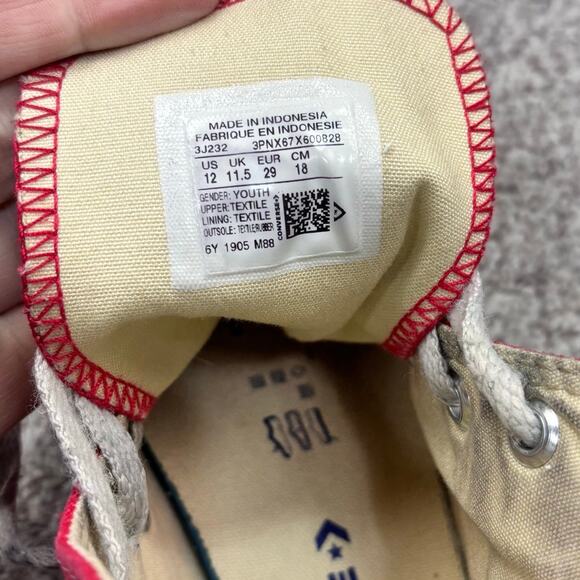 MADE IN INDONESIA
FABRIQUE EN INDONESIE
3J232 3PNX67X600828
US UK EUR CM
12 11.5 29 18
GENDER: YOUTH
UPPER: TEXTILE
LINING: TEXTILE
OUTSOLE: TEXTILE/RUBBER
6Y 1905 M88
CONVERSE